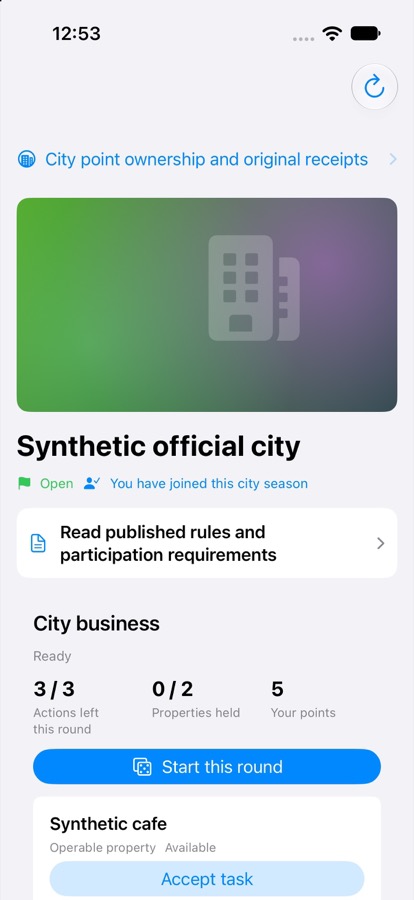 12:53
City point ownership and original receipts
Synthetic official city
Open You have joined this city season
Read published rules and
participation requirements
City business
Ready
3 / 3 0 / 2 5
Actions left Properties held Your points
this round
Start this round
Synthetic cafe
Operable property Available
Accept task